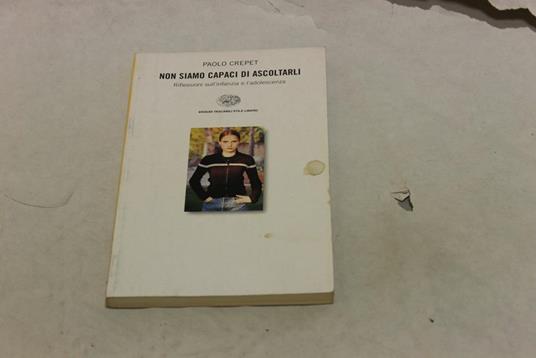 PAOLO CREPET
NON SIAMO CAPACI DI ASCOLTARLI
Riflessioni sull'infanzia e l'adolescenza
EINAUDI TASCABILI STILE LIBERO